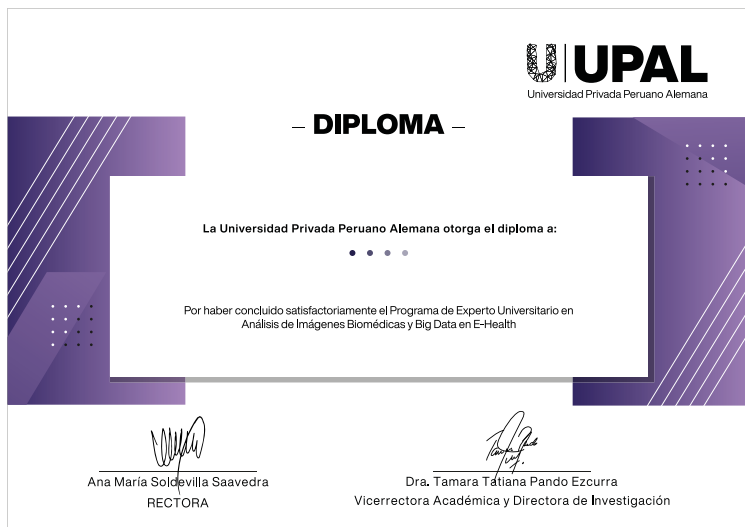 UPAL
Universidad Privada Peruano Alemana
– DIPLOMA –
La Universidad Privada Peruano Alemana otorga el diploma a:
Por haber concluido satisfactoriamente el Programa de Experto Universitario en
Análisis de Imágenes Biomédicas y Big Data en E-Health
Ana María Soldevilla Saavedra
RECTORA
Dra. Tamara Tatiana Pando Ezcurra
Vicerrectora Académica y Directora de Investigación